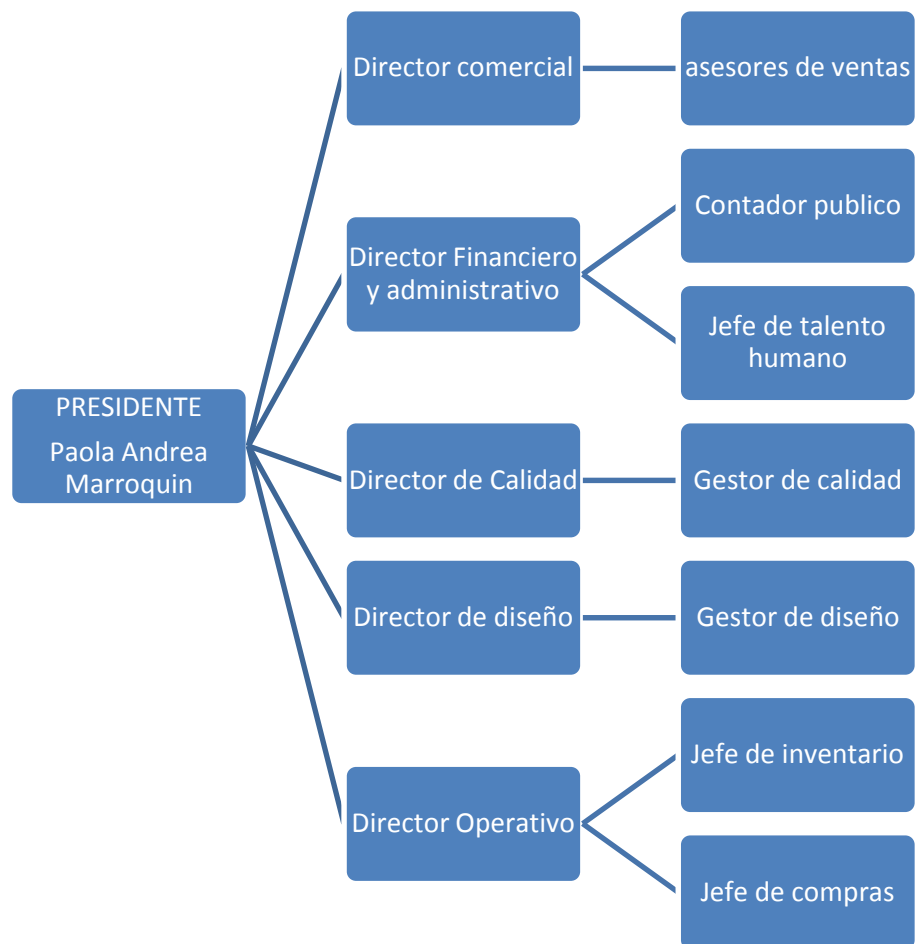 Director comercial
asesores de ventas
Contador publico
Director Financiero
y administrativo
Jefe de talento
humano
PRESIDENTE
Paola Andrea
Marroquin
Director de Calidad
Gestor de calidad
Director de diseño
Gestor de diseño
Jefe de inventario
Director Operativo
Jefe de compras